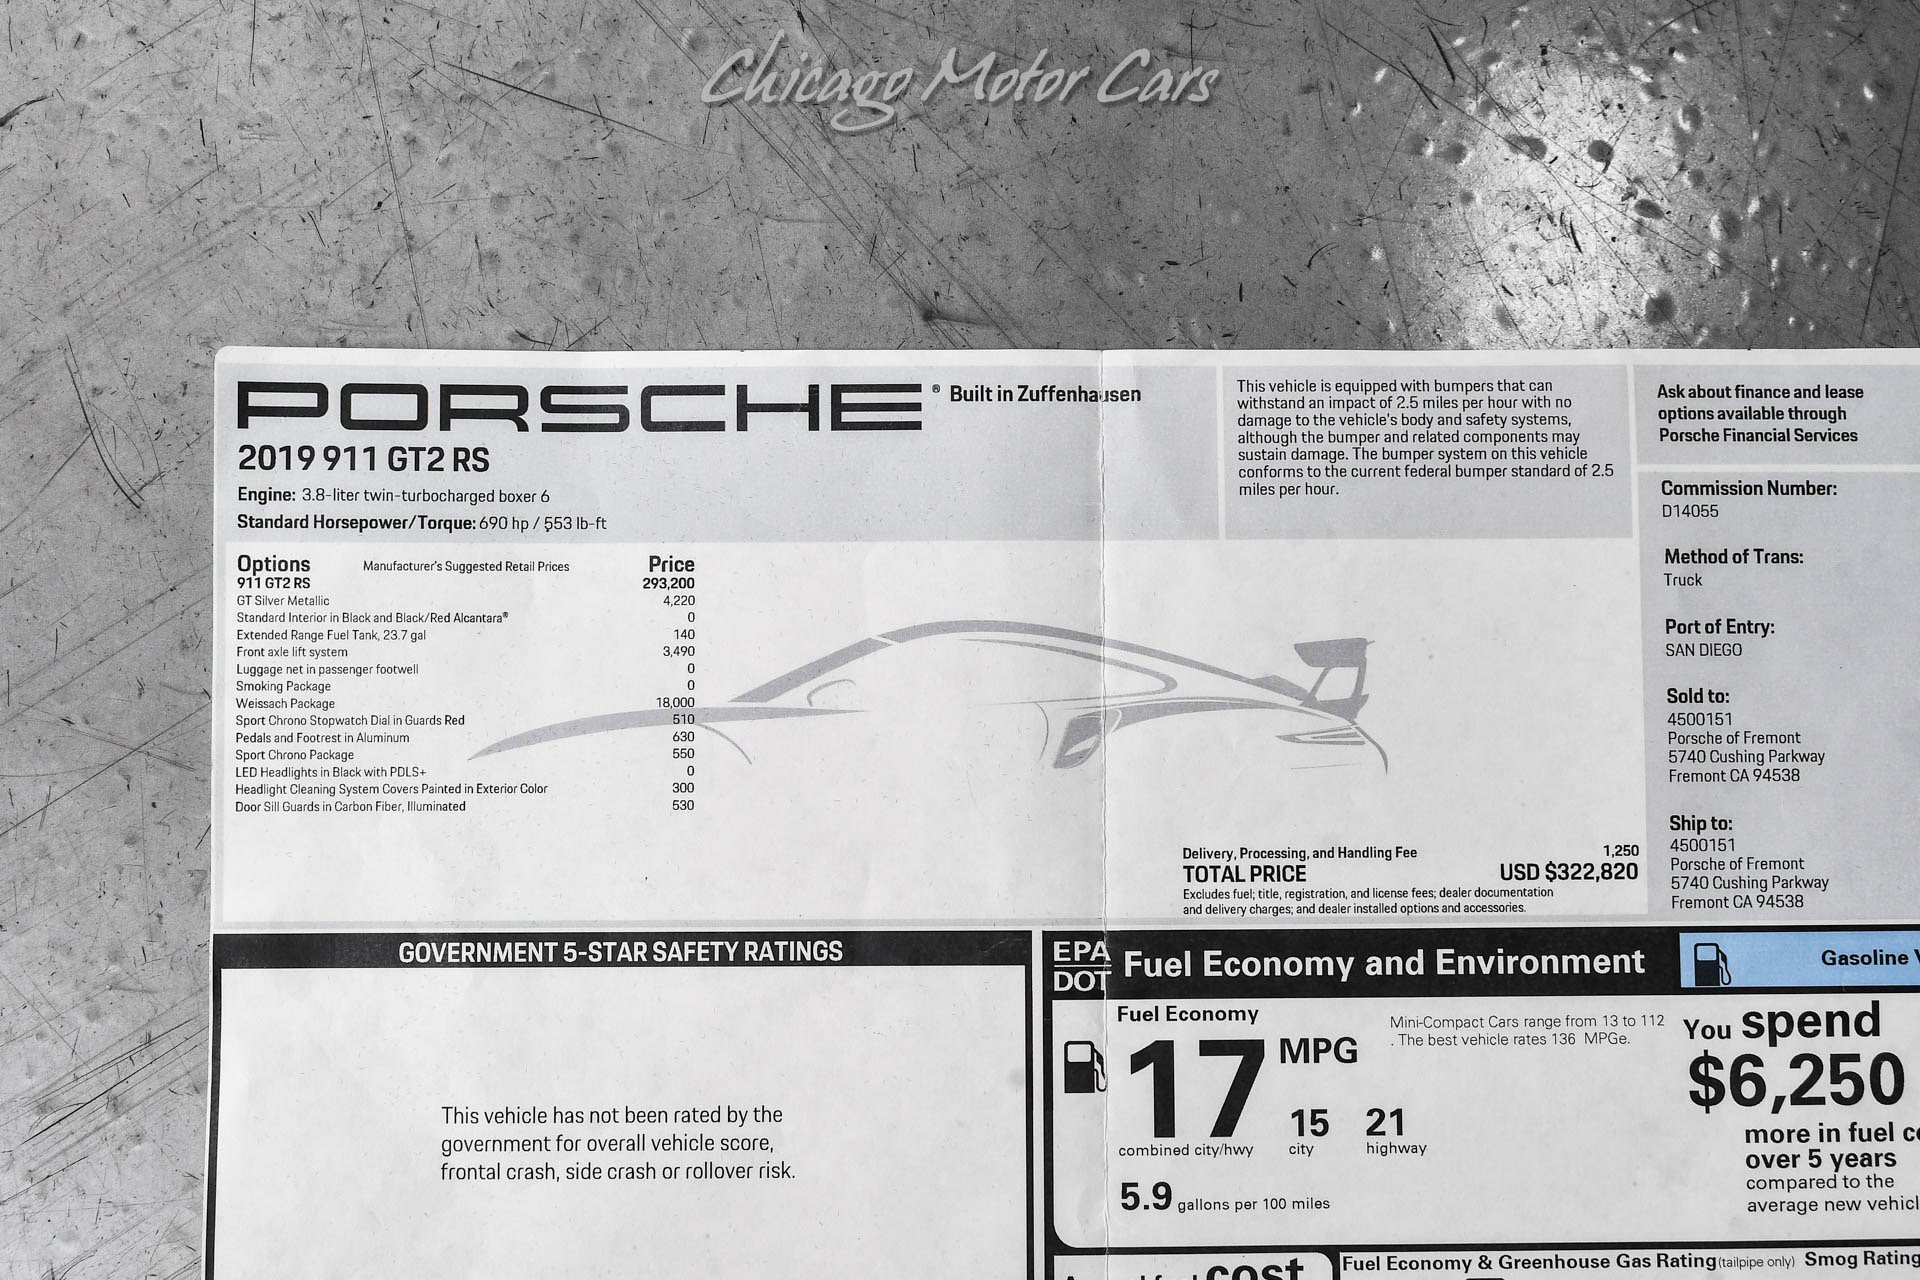 Chicago Motor Cars
PORSCHE ® Built in Zuffenhausen
2019 911 GT2 RS
Engine: 3.8-liter twin-turbocharged boxer 6
Standard Horsepower/Torque: 690 hp / 553 lb-ft
Options Manufacturer's Suggested Retail Prices Price
911 GT2 RS 293,200
GT Silver Metallic 4,220
Standard Interior in Black and Black/Red Alcantara® 0
Extended Range Fuel Tank, 23.7 gal 140
Front axle lift system 3,490
Luggage net in passenger footwell 0
Smoking Package 0
Weissach Package 18,000
Sport Chrono Stopwatch Dial in Guards Red 510
Pedals and Footrest in Aluminum 630
Sport Chrono Package 550
LED Headlights in Black with PDLS+ 0
Headlight Cleaning System Covers Painted in Exterior Color 300
Door Sill Guards in Carbon Fiber, Illuminated 530
This vehicle is equipped with bumpers that can
withstand an impact of 2.5 miles per hour with no
damage to the vehicle's body and safety systems,
although the bumper and related components may
sustain damage. The bumper system on this vehicle
conforms to the current federal bumper standard of 2.5
miles per hour.
Delivery, Processing, and Handling Fee 1,250
TOTAL PRICE USD $322,820
Excludes fuel; title, registration, and license fees; dealer documentation
and delivery charges; and dealer installed options and accessories.
Ask about finance and lease
options available through
Porsche Financial Services
Commission Number:
D14055
Method of Trans:
Truck
Port of Entry:
SAN DIEGO
Sold to:
4500151
Porsche of Fremont
5740 Cushing Parkway
Fremont CA 94538
Ship to:
4500151
Porsche of Fremont
5740 Cushing Parkway
Fremont CA 94538
GOVERNMENT 5-STAR SAFETY RATINGS
This vehicle has not been rated by the
government for overall vehicle score,
frontal crash, side crash or rollover risk.
EPA
DOT
Fuel Economy and Environment
Gasoline V
Fuel Economy
17 MPG
combined city/hwy
15
city
21
highway
5.9 gallons per 100 miles
Mini-Compact Cars range from 13 to 112
. The best vehicle rates 136 MPGe.
You spend
$6,250
more in fuel co
over 5 years
compared to the
average new vehicl
cost
Fuel Economy & Greenhouse Gas Rating (tailpipe only) Smog Rating